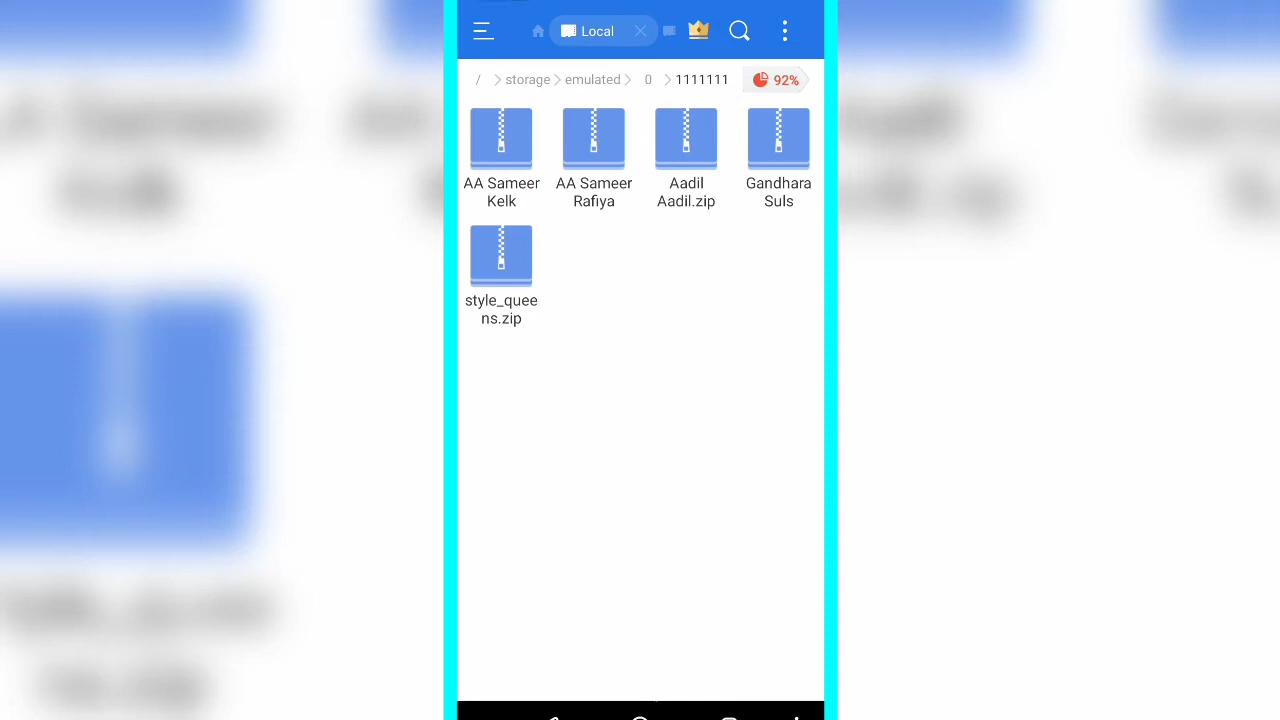 Local
/ storage emulated 0 1111111 92%
AA Sameer Kelk
AA Sameer Rafiya
Aadil Aadil.zip
Gandhara Suls
style_quee
ns.zip